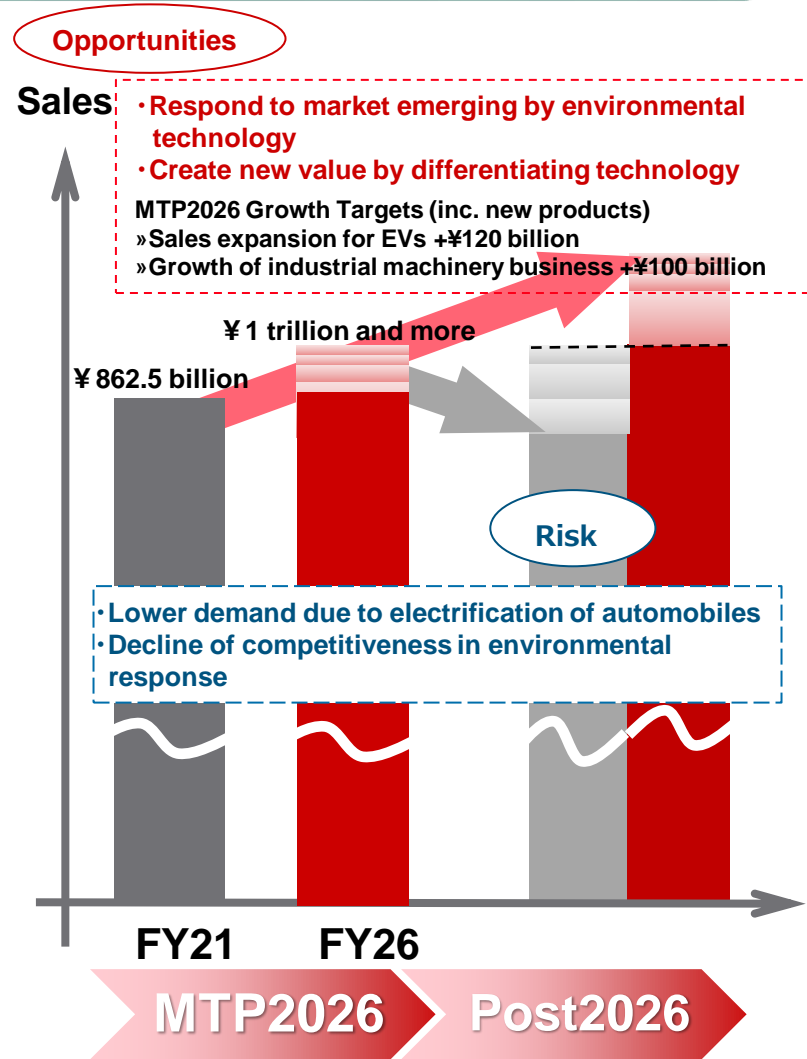 Opportunities
Sales
・Respond to market emerging by environmental
technology
・Create new value by differentiating technology
MTP2026 Growth Targets (inc. new products)
»Sales expansion for EVs +¥120 billion
»Growth of industrial machinery business +¥100 billion
¥ 1 trillion and more
¥ 862.5 billion
Risk
・Lower demand due to electrification of automobiles
・Decline of competitiveness in environmental
response
FY21 FY26
MTP2026 Post2026